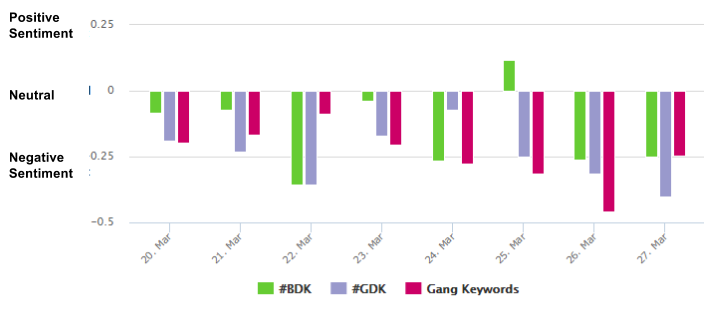 Positive
Sentiment
0.25
Neutral
0
Negative
Sentiment
-0.25
-0.5
20. Mar
21. Mar
22. Mar
23. Mar
24. Mar
25. Mar
26. Mar
27. Mar
#BDK
#GDK
Gang Keywords